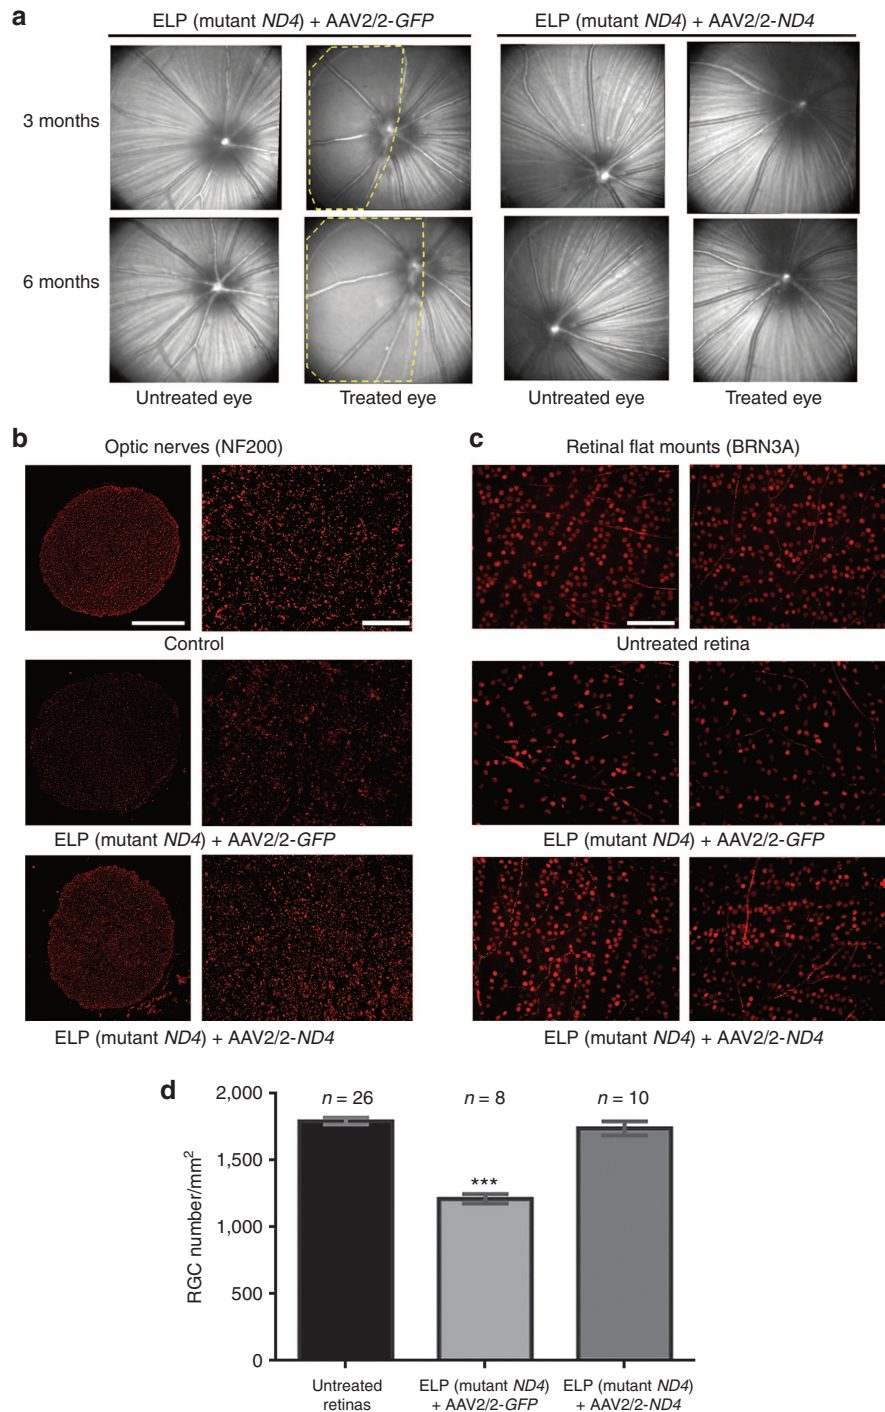 a
ELP (mutant ND4) + AAV2/2-GFP
ELP (mutant ND4) + AAV2/2-ND4
3 months
6 months
Untreated eye
Treated eye
Untreated eye
Treated eye
b
Optic nerves (NF200)
Control
ELP (mutant ND4) + AAV2/2-GFP
ELP (mutant ND4) + AAV2/2-ND4
c
Retinal flat mounts (BRN3A)
Untreated retina
ELP (mutant ND4) + AAV2/2-GFP
ELP (mutant ND4) + AAV2/2-ND4
d
RGC number/mm²
2,000
1,500
1,000
500
0
n = 26
n = 8
n = 10
***
Untreated
retinas
ELP (mutant ND4)
+ AAV2/2-GFP
ELP (mutant ND4)
+ AAV2/2-ND4